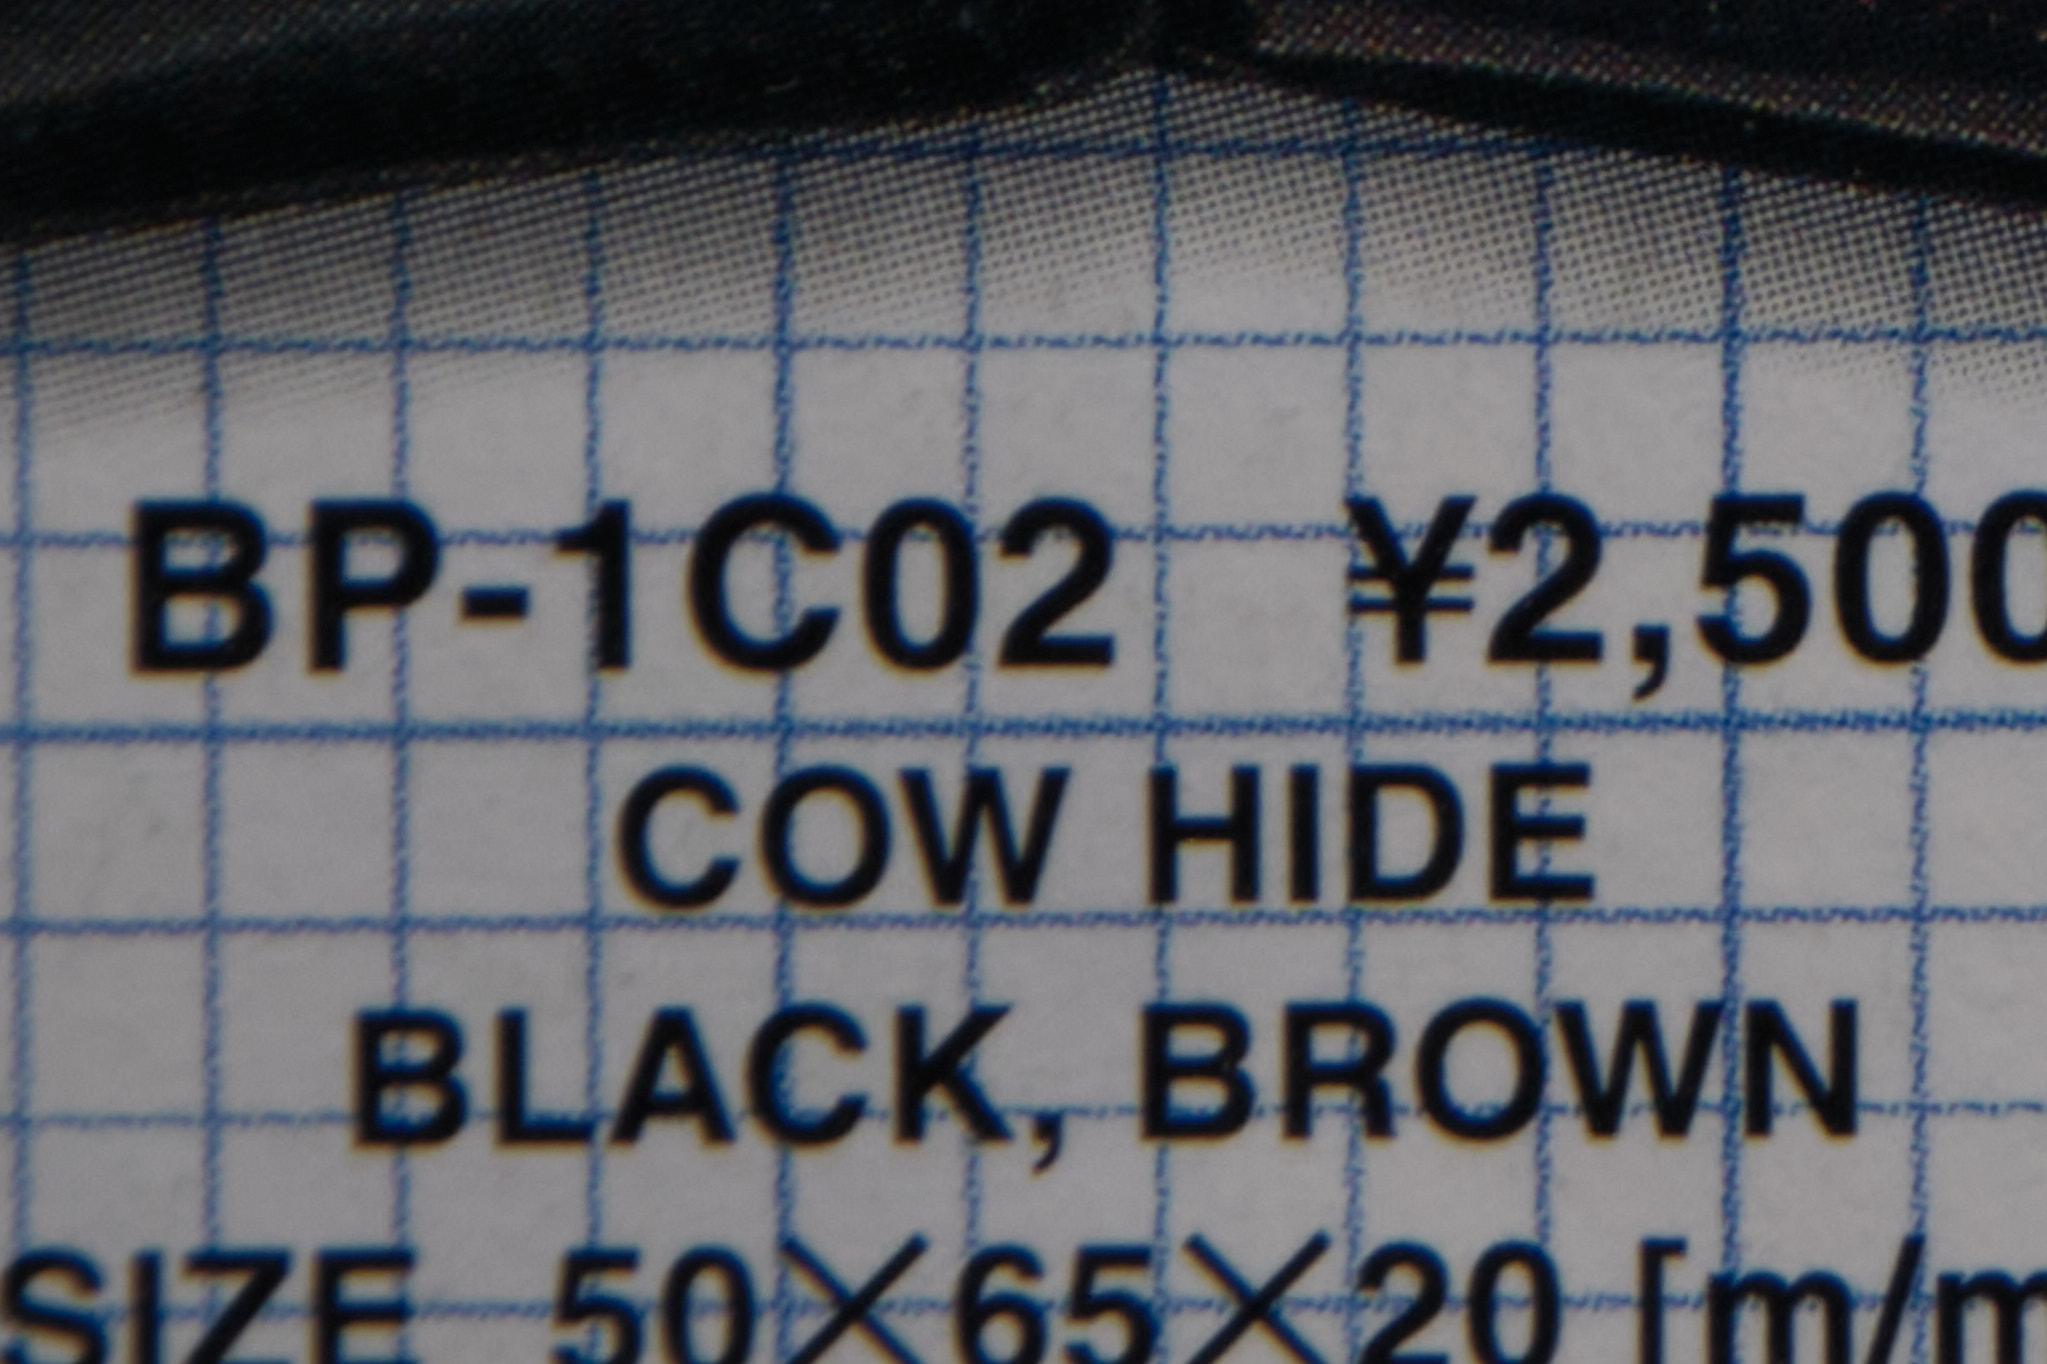 BP-1C02 ¥2,500
COW HIDE
BLACK, BROWN
SIZE 50×65×20 [m/m